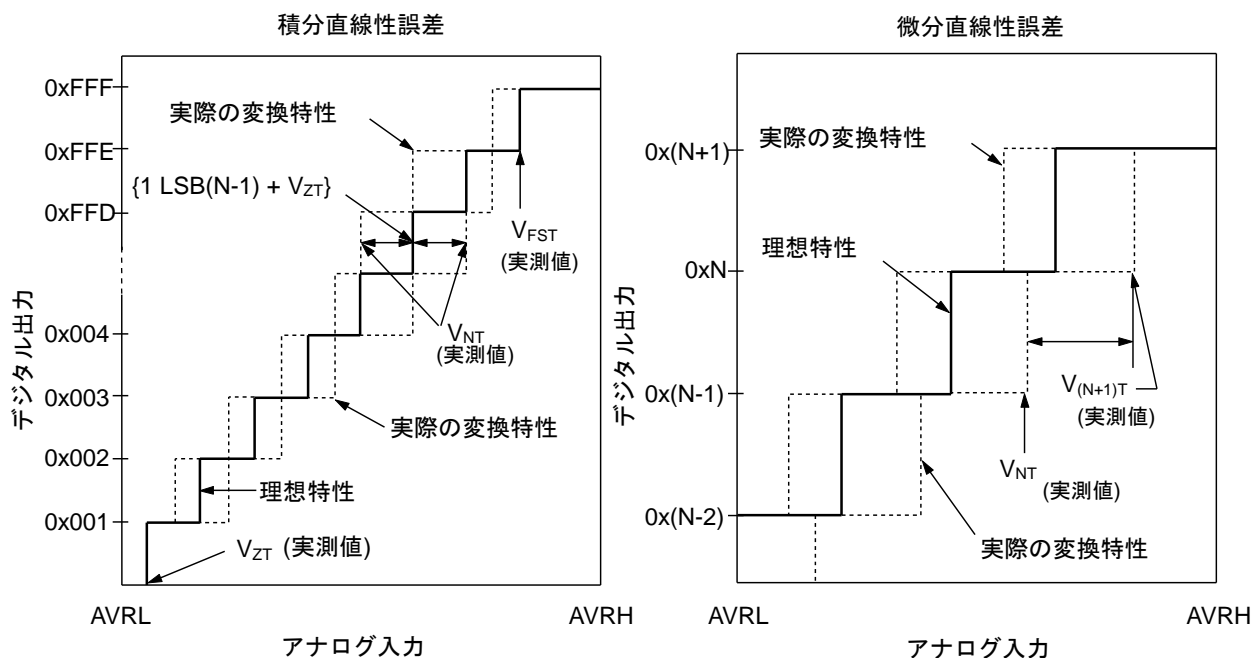 積分直線性誤差
0xFFF
0xFFE
0xFFD
0x004
0x003
0x002
0x001
デジタル出力
実際の変換特性
{1 LSB(N-1) + VZT}
VFST
(実測値)
VNT
(実測値)
実際の変換特性
理想特性
VZT (実測値)
AVRL
AVRH
アナログ入力
微分直線性誤差
0x(N+1)
0xN
0x(N-1)
0x(N-2)
デジタル出力
実際の変換特性
理想特性
V(N+1)T
(実測値)
VNT
(実測値)
実際の変換特性
AVRL
AVRH
アナログ入力